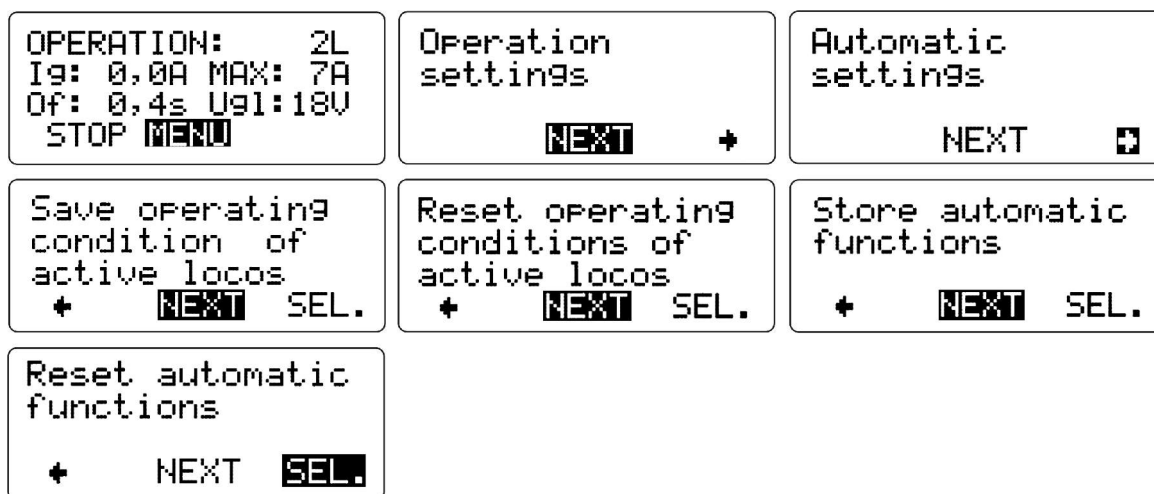 OPERATION: 2L
Ig: 0,0A MAX: 7A
Of: 0,4s Ugl:18V
STOP MENU
Operation
settings
NEXT →
Automatic
settings
NEXT →
Save operating
condition of
active locos
← NEXT SEL.
Reset operating
conditions of
active locos
← NEXT SEL.
Store automatic
functions
← NEXT SEL.
Reset automatic
functions
← NEXT SEL.